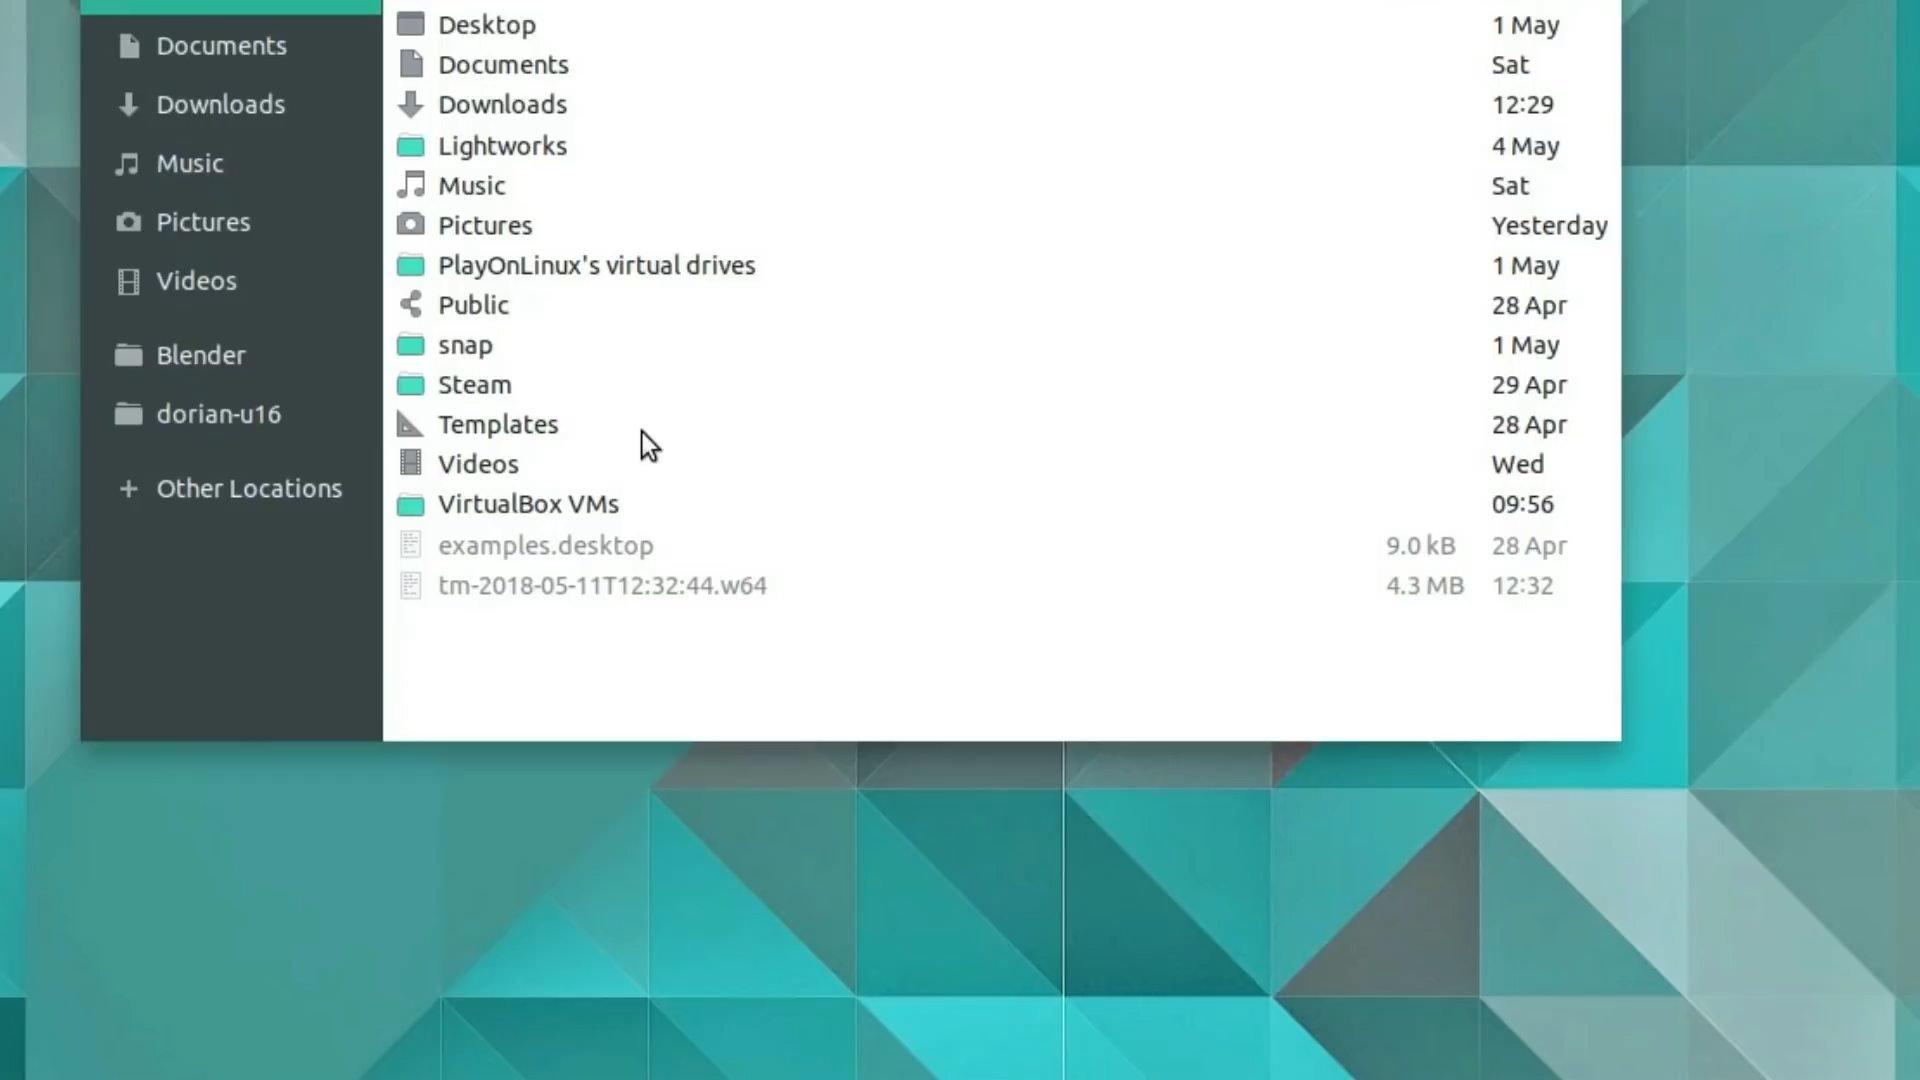 Documents
Downloads
Music
Pictures
Videos
Blender
dorian-u16
Other Locations
Desktop 1 May
Documents Sat
Downloads 12:29
Lightworks 4 May
Music Sat
Pictures Yesterday
PlayOnLinux's virtual drives 1 May
Public 28 Apr
snap 1 May
Steam 29 Apr
Templates 28 Apr
Videos Wed
VirtualBox VMs 09:56
examples.desktop 9.0 kB 28 Apr
tm-2018-05-11T12:32:44.w64 4.3 MB 12:32